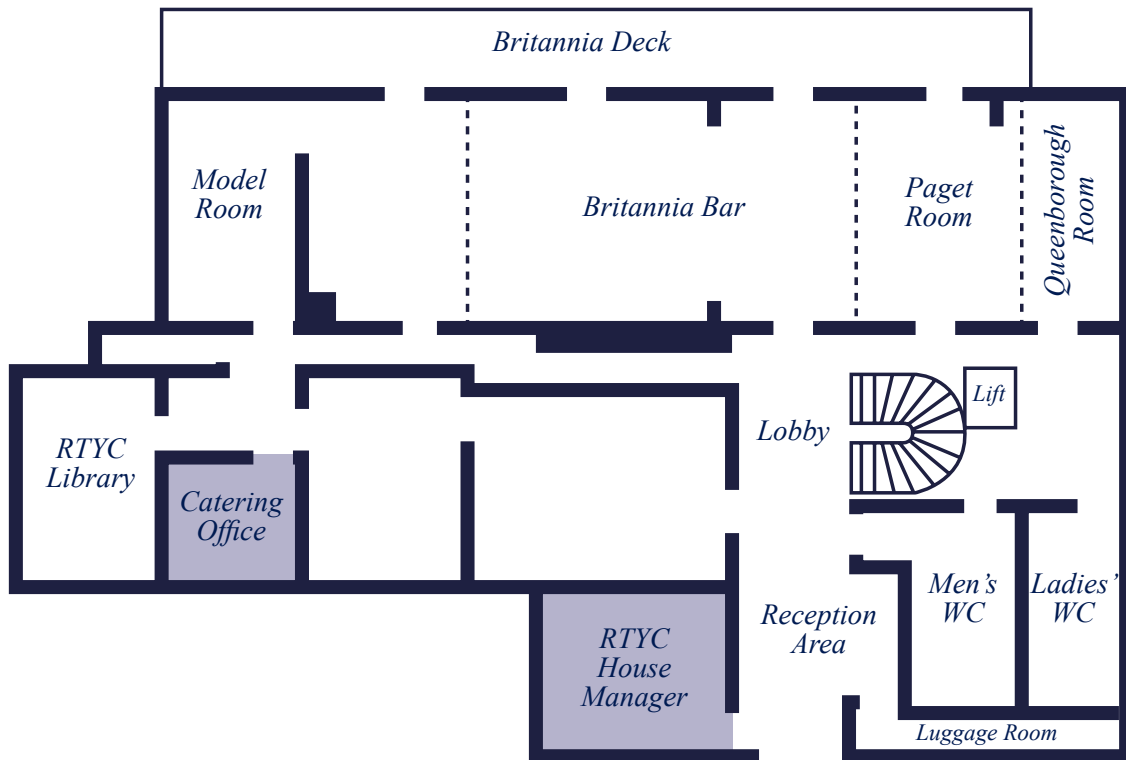 Britannia Deck
Model
Room
Britannia Bar
Paget
Room
Queenborough
Room
RTYC
Library
Catering
Office
Lobby
Lift
Reception
Area
Men’s
WC
Ladies’
WC
RTYC
House
Manager
Luggage Room